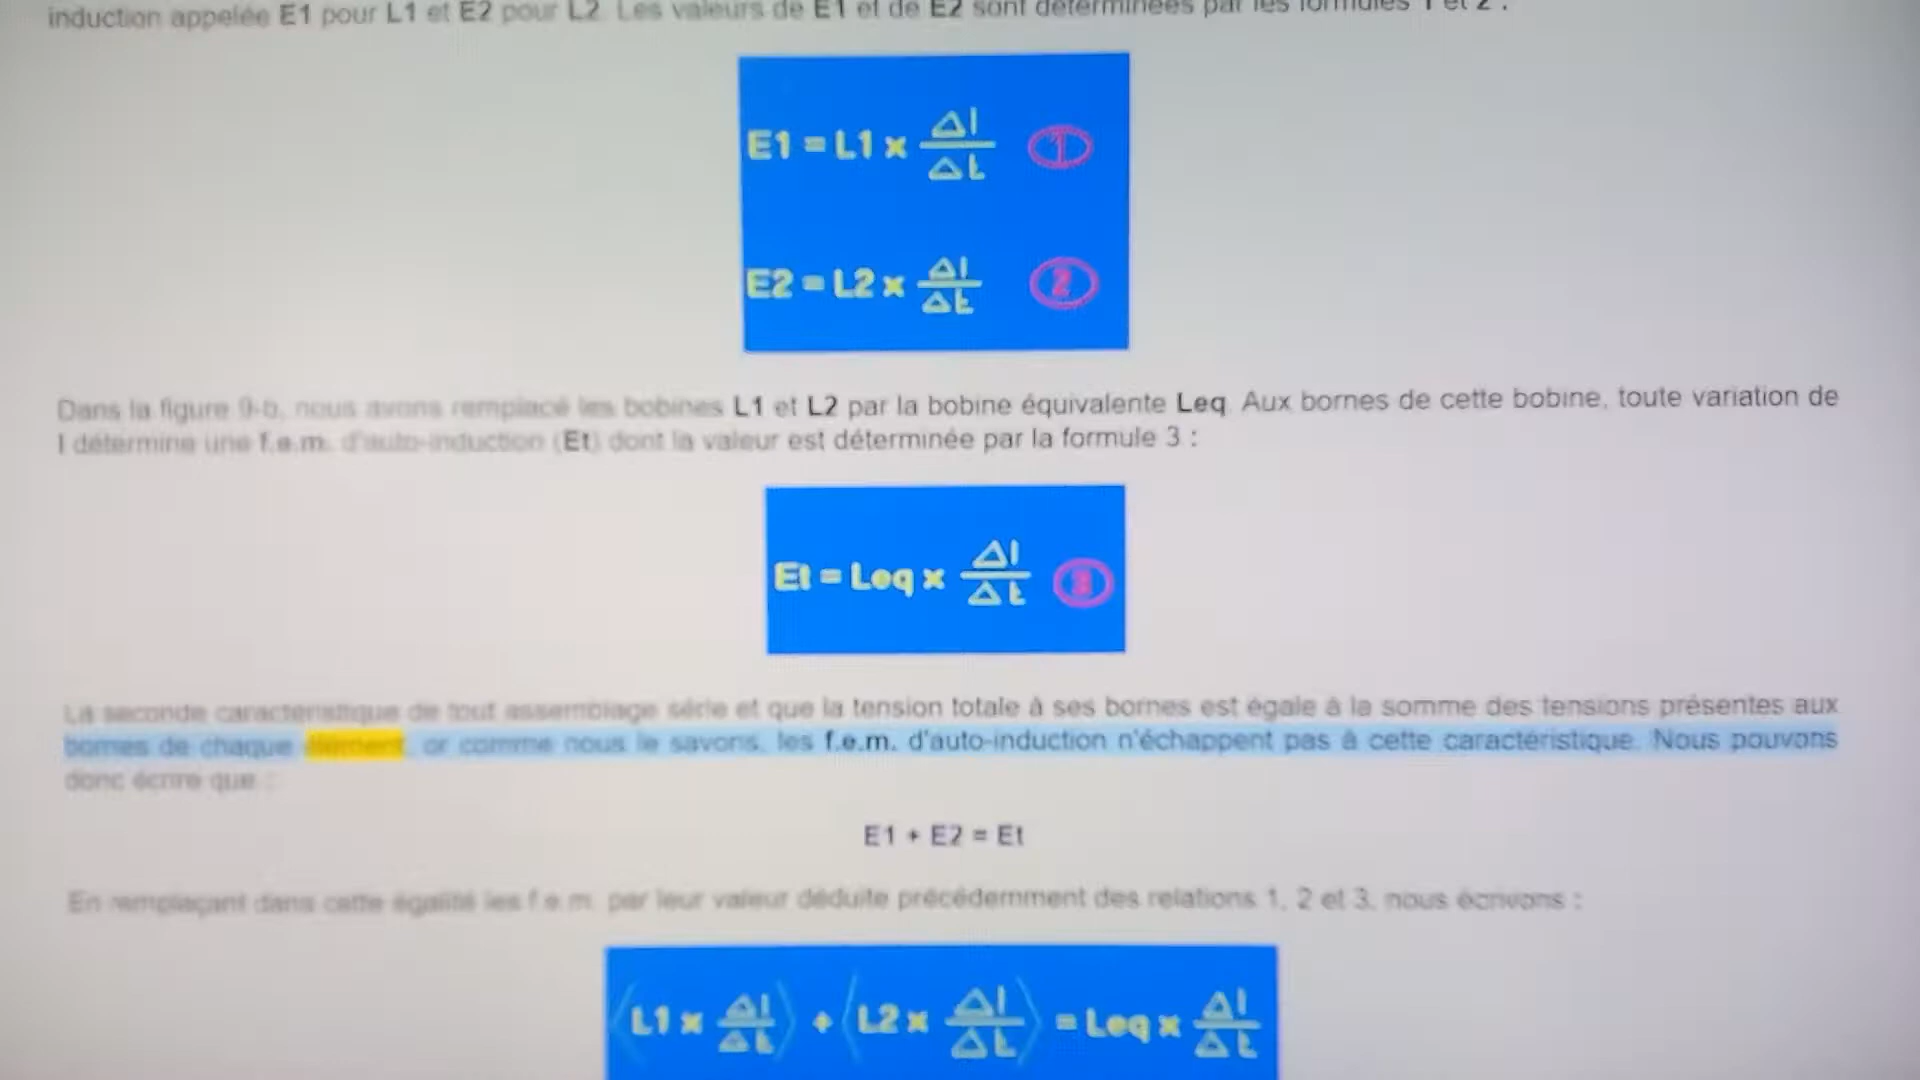 induction appelée E1 pour L1 et E2 pour L2. Les valeurs de E1 et de E2 sont déterminées par les formules 1 et 2 :
E1 = L1 x ΔI/Δt 1
E2 = L2 x ΔI/Δt 2
Dans la figure 9-b, nous avons remplacé les bobines L1 et L2 par la bobine équivalente Leq. Aux bornes de cette bobine, toute variation de
I détermine une f.e.m. d'auto-induction (Et) dont la valeur est déterminée par la formule 3 :
Et = Leq x ΔI/Δt 3
La seconde caractéristique de tout assemblage série et que la tension totale à ses bornes est égale à la somme des tensions présentes aux
bornes de chaque élément, or comme nous le savons, les f.e.m. d'auto-induction n'échappent pas à cette caractéristique. Nous pouvons
donc écrire que :
E1 + E2 = Et
En remplaçant dans cette égalité les f.e.m. par leur valeur déduite précédemment des relations 1, 2 et 3, nous écrivons :
(L1 x ΔI/Δt) + (L2 x ΔI/Δt) = Leq x ΔI/Δt